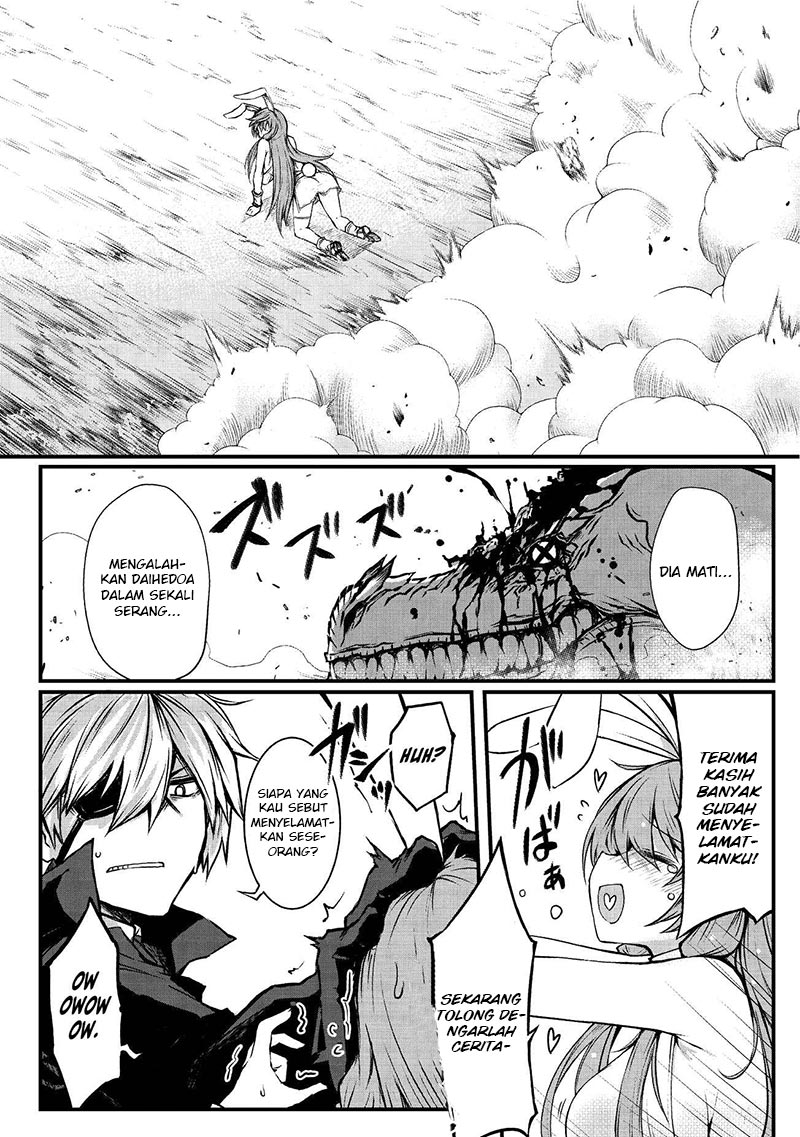 DIA MATI...
ズズズ
MENGALAH-
KAN DAIHEDOA
DALAM SEKALI
SERANG...
TERIMA
KASIH
BANYAK
SUDAH
MENYE-
LAMAT-
KANKU!
がばぁ
SEKARANG
TOLONG DE-
NGARLAH
CERITA-
HUH?
SIAPA YANG
KAU SEBUT
MENYELAMAT-
KAN SESE-
ORANG?
OW
OWOW
OW.